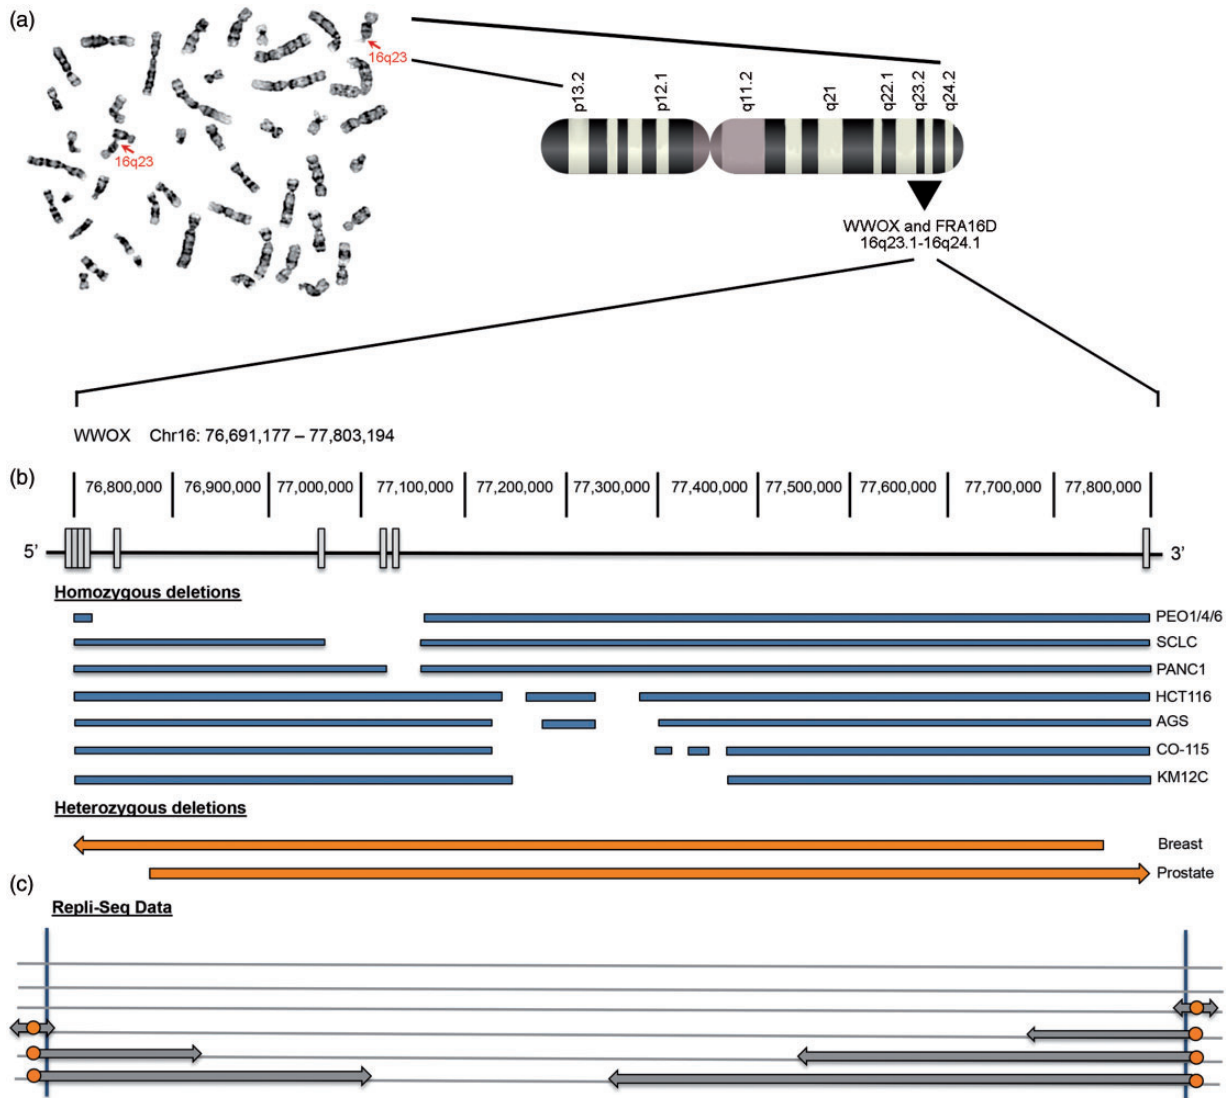 (a)
16q23
16q23
p13.2
p12.1
q11.2
q21
q22.1
q23.2
q24.2
WWOX and FRA16D
16q23.1-16q24.1
WWOX Chr16: 76,691,177 – 77,803,194
(b)
76,800,000 76,900,000 77,000,000 77,100,000 77,200,000 77,300,000 77,400,000 77,500,000 77,600,000 77,700,000 77,800,000
5’ 3’
Homozygous deletions
PEO1/4/6
SCLC
PANC1
HCT116
AGS
CO-115
KM12C
Heterozygous deletions
Breast
Prostate
(c)
Repli-Seq Data